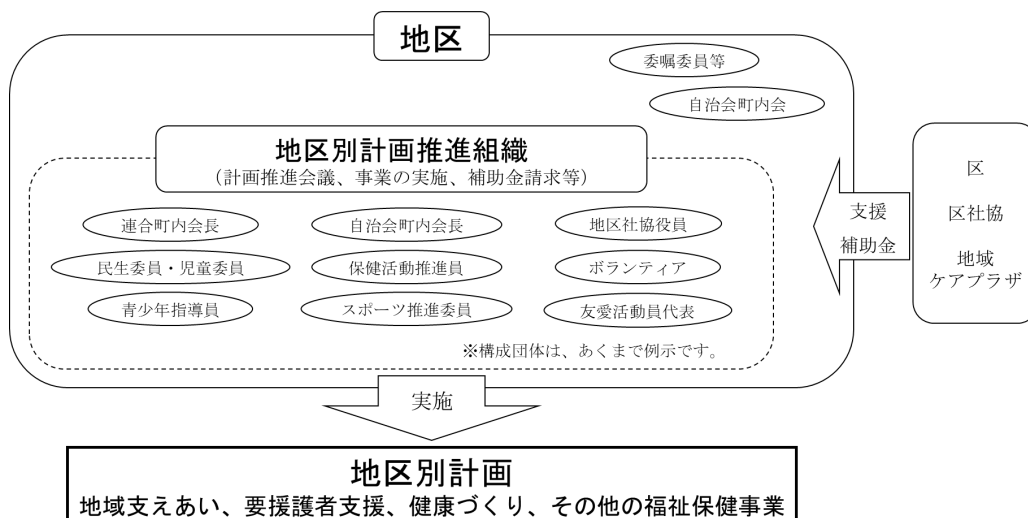 地区
委嘱委員等
自治会町内会
地区別計画推進組織
（計画推進会議、事業の実施、補助金請求等）
連合町内会長
自治会町内会長
地区社協役員
民生委員・児童委員
保健活動推進員
ボランティア
青少年指導員
スポーツ推進委員
友愛活動員代表
※構成団体は、あくまで例示です。
支援
補助金
区
区社協
地域
ケアプラザ
実施
地区別計画
地域支えあい、要援護者支援、健康づくり、その他の福祉保健事業